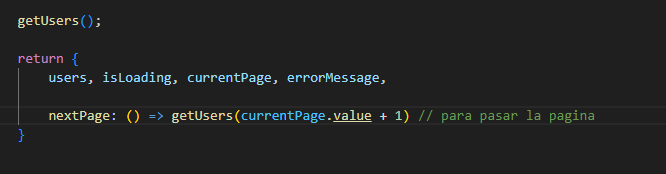 getUsers();
return {
users, isLoading, currentPage, errorMessage,
nextPage: () => getUsers(currentPage.value + 1) // para pasar la pagina
}